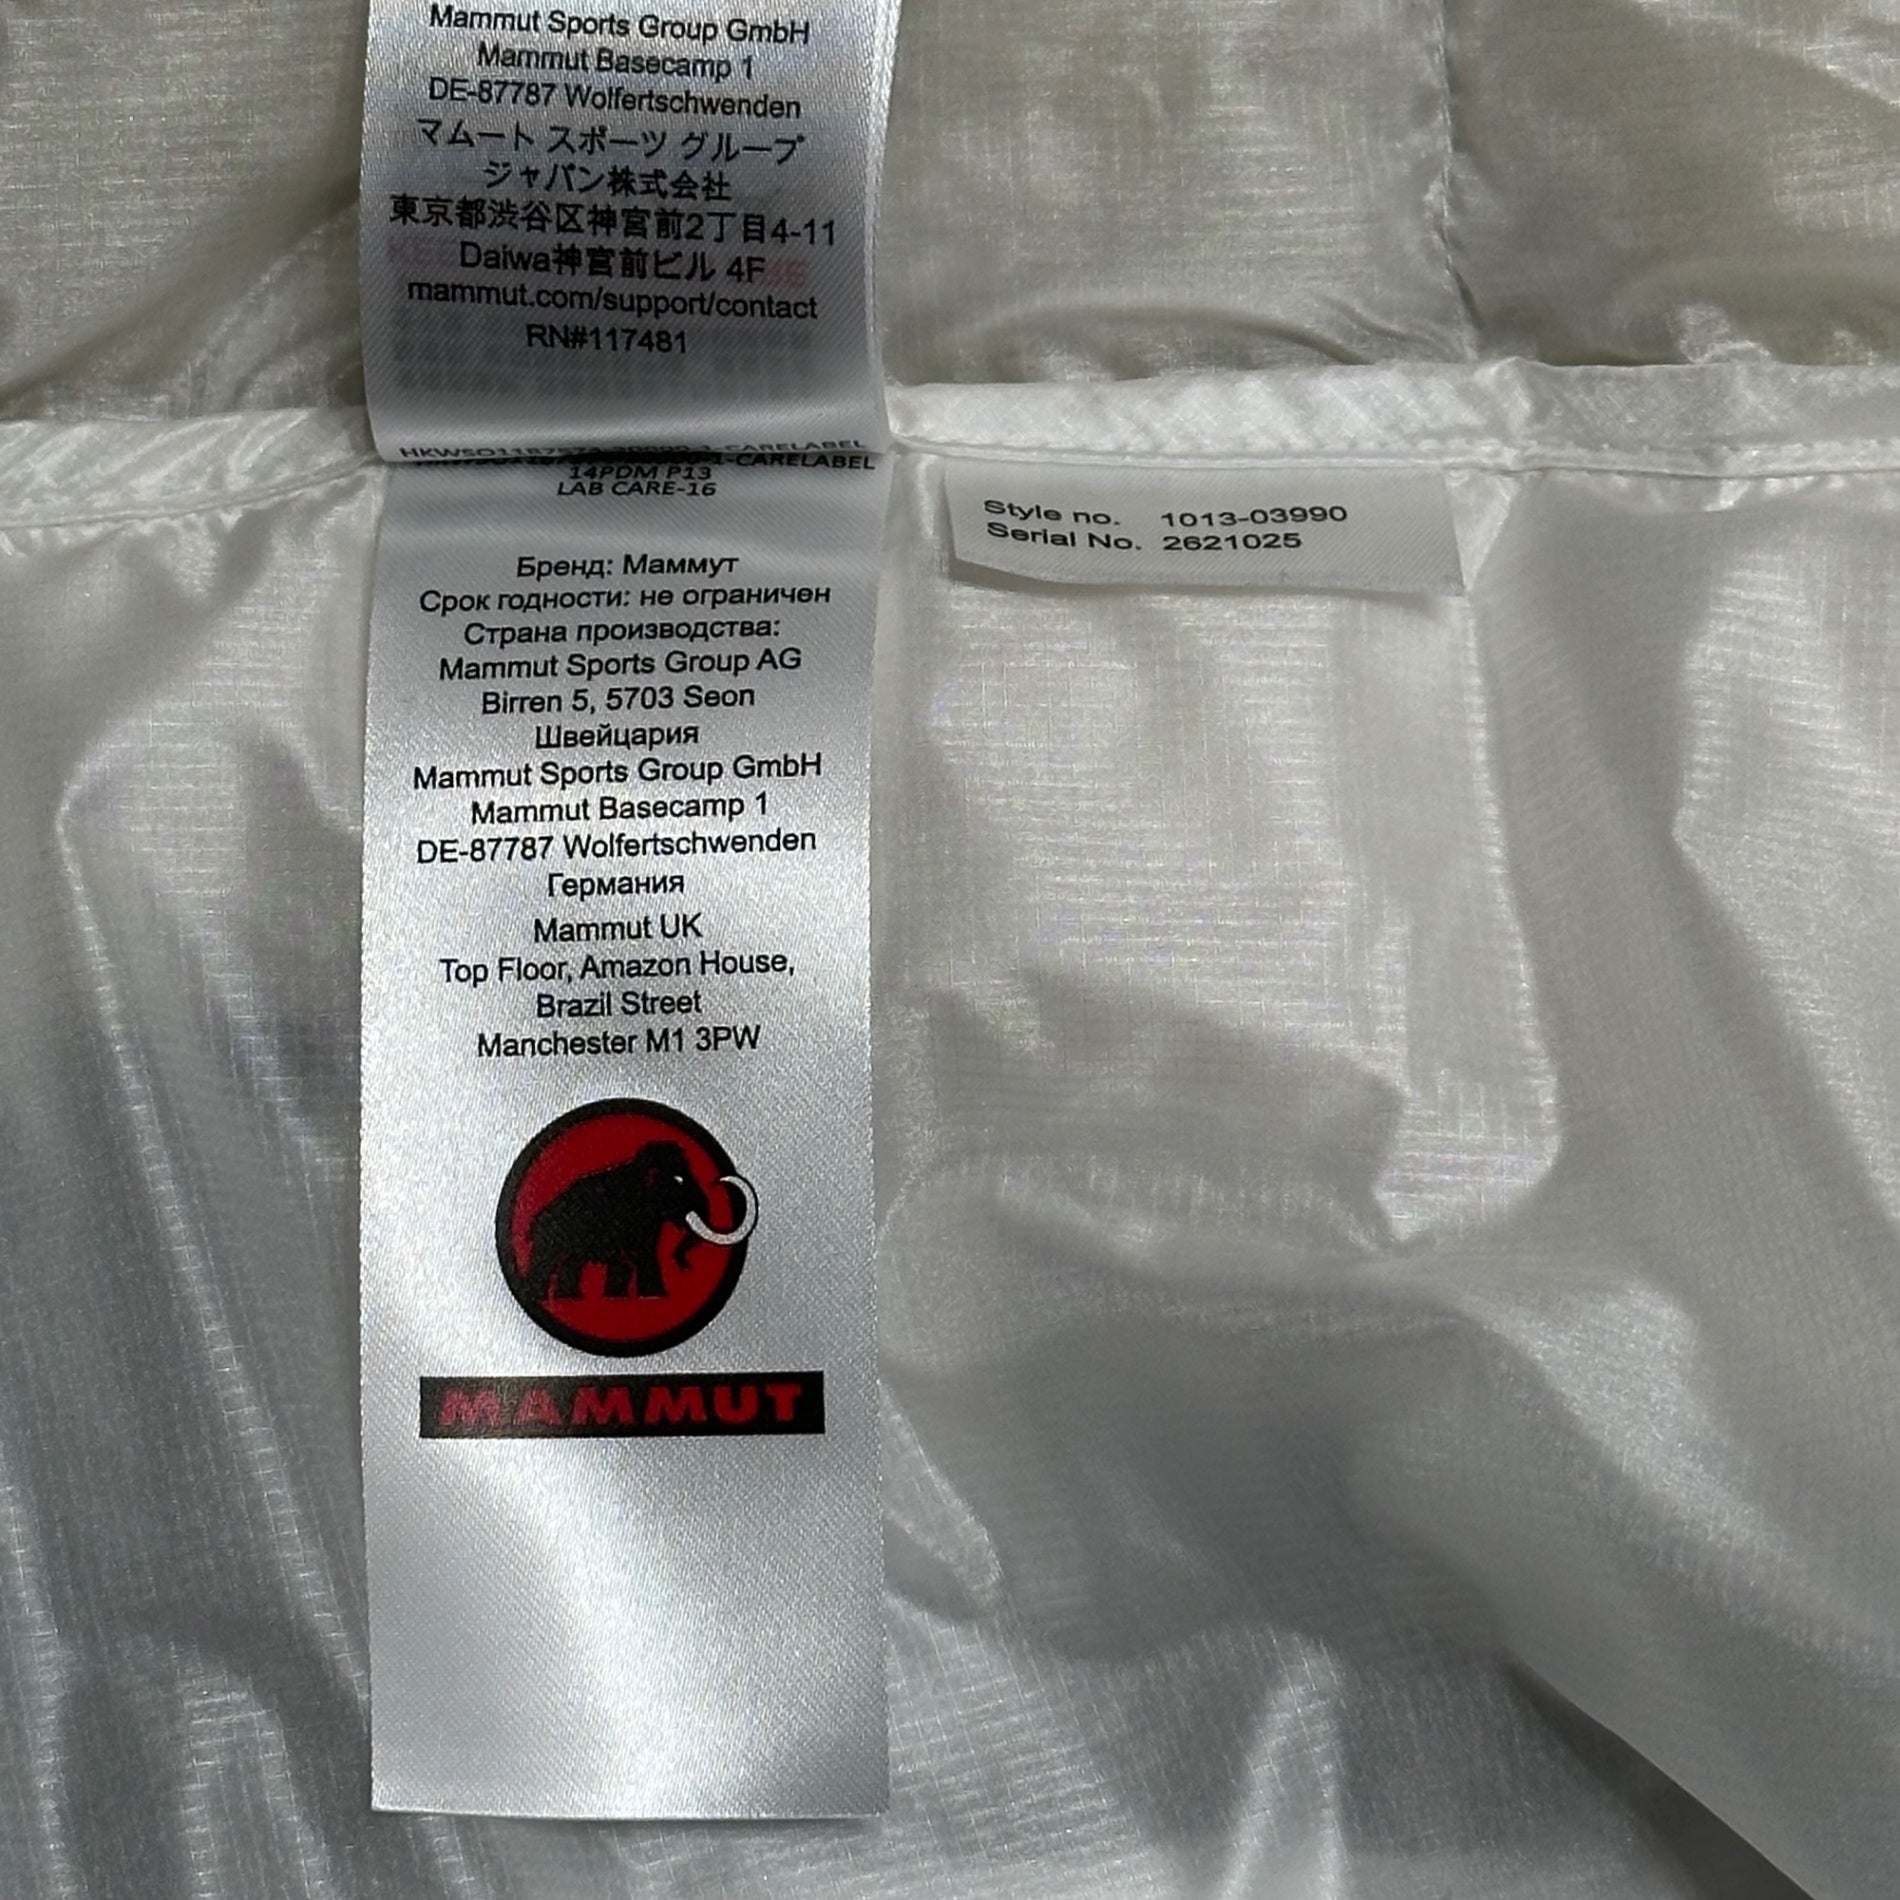 Mammut Sports Group GmbH
Mammut Basecamp 1
DE-87787 Wolfertschwenden
マムート スポーツ グループ
ジャパン株式会社
東京都渋谷区神宮前2丁目4-11
Daiwa神宮前ビル 4F
mammut.com/support/contact
RN#117481
1-CARELABEL
1-CARELABEL
14PDM P13
LAB CARE-16
Бренд: Маммут
Срок годности: не ограничен
Страна производства:
Mammut Sports Group AG
Birren 5, 5703 Seon
Швейцария
Mammut Sports Group GmbH
Mammut Basecamp 1
DE-87787 Wolfertschwenden
Германия
Mammut UK
Top Floor, Amazon House,
Brazil Street
Manchester M1 3PW
MAMMUT
Style no. 1013-03990
Serial No. 2621025